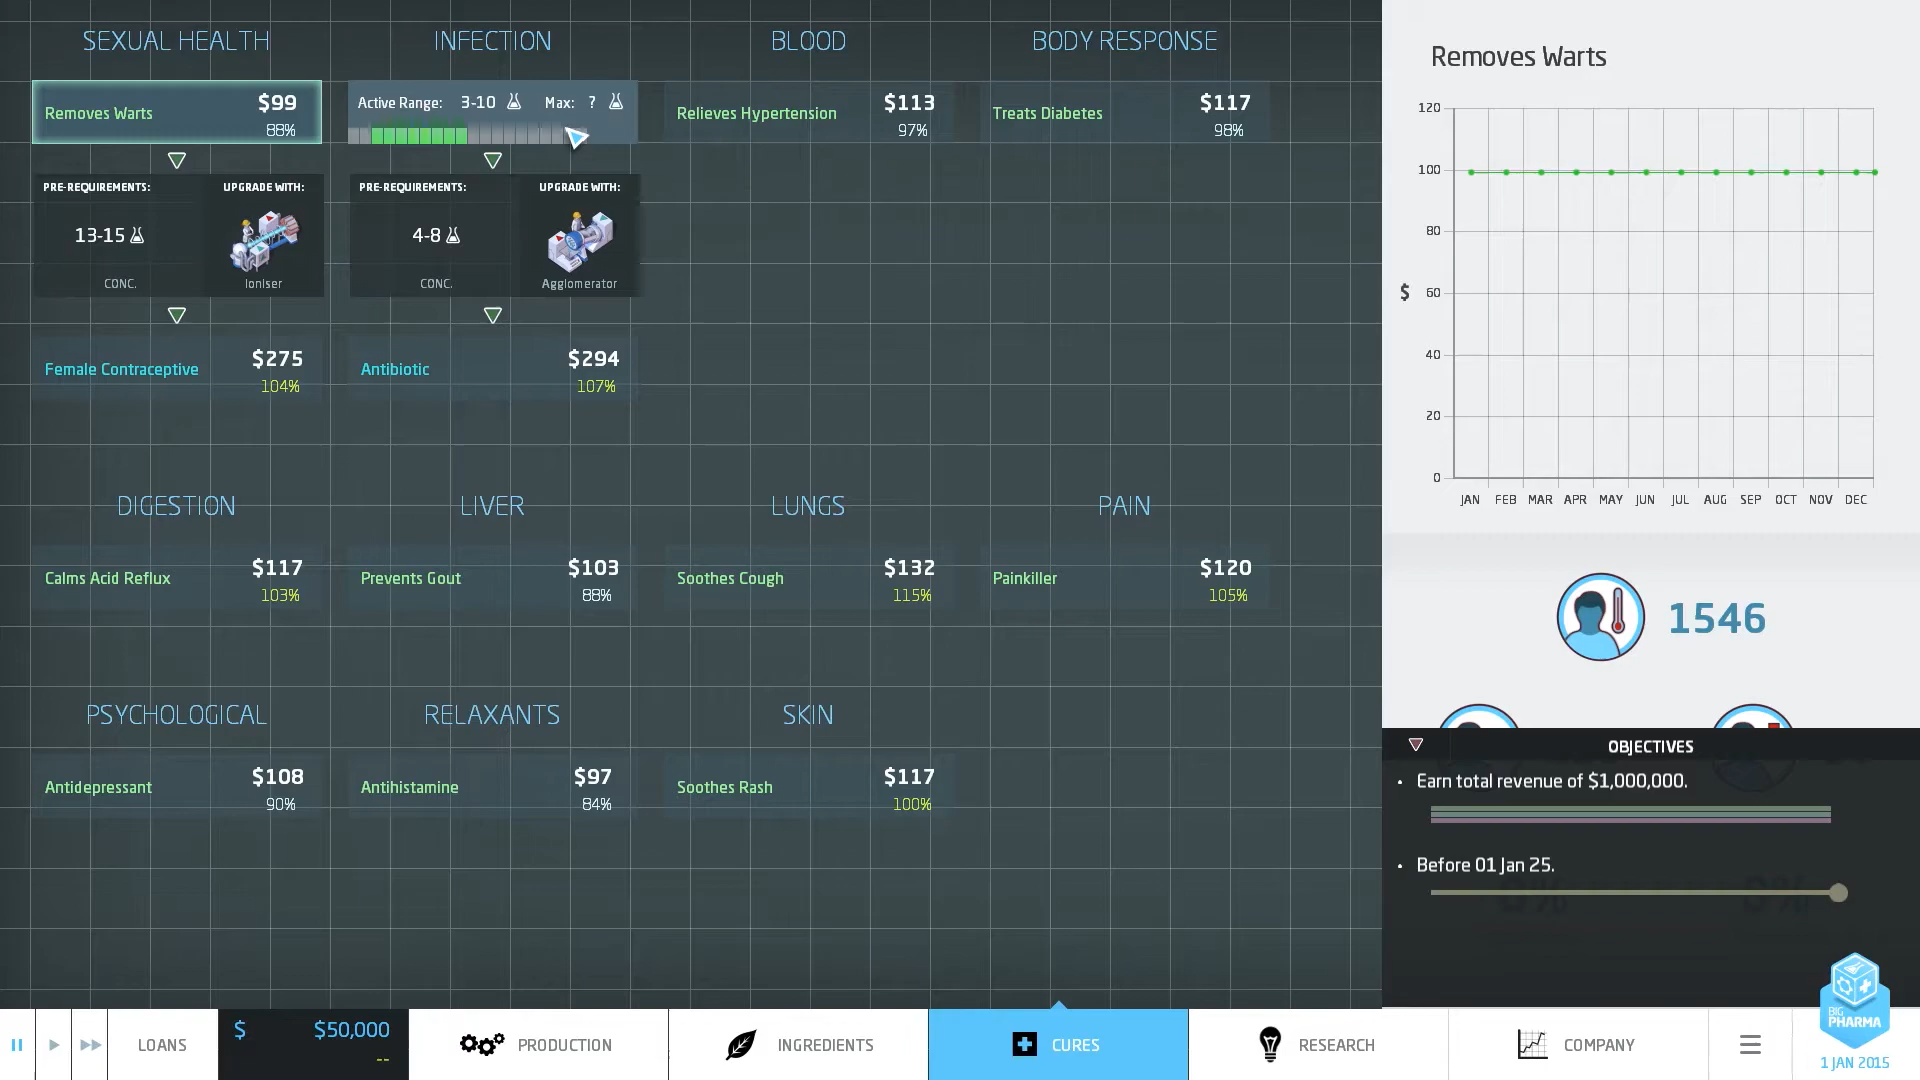 SEXUAL HEALTH
INFECTION
BLOOD
BODY RESPONSE
Removes Warts
$99
88%
Active Range: 3-10 Max: ?
Relieves Hypertension
$113
97%
Treats Diabetes
$117
98%
PRE-REQUIREMENTS:
UPGRADE WITH:
13-15
CONC.
Ioniser
PRE-REQUIREMENTS:
UPGRADE WITH:
4-8
CONC.
Agglomerator
Female Contraceptive
$275
104%
Antibiotic
$294
107%
DIGESTION
LIVER
LUNGS
PAIN
Calms Acid Reflux
$117
103%
Prevents Gout
$103
88%
Soothes Cough
$132
115%
Painkiller
$120
105%
PSYCHOLOGICAL
RELAXANTS
SKIN
Antidepressant
$108
90%
Antihistamine
$97
84%
Soothes Rash
$117
100%
Removes Warts
120
100
80
60
40
20
0
$
JAN FEB MAR APR MAY JUN JUL AUG SEP OCT NOV DEC
1546
OBJECTIVES
Earn total revenue of $1,000,000.
Before 01 Jan 25.
LOANS
$ $50,000
--
PRODUCTION
INGREDIENTS
CURES
RESEARCH
COMPANY
BIG
PHARMA
1 JAN 2015